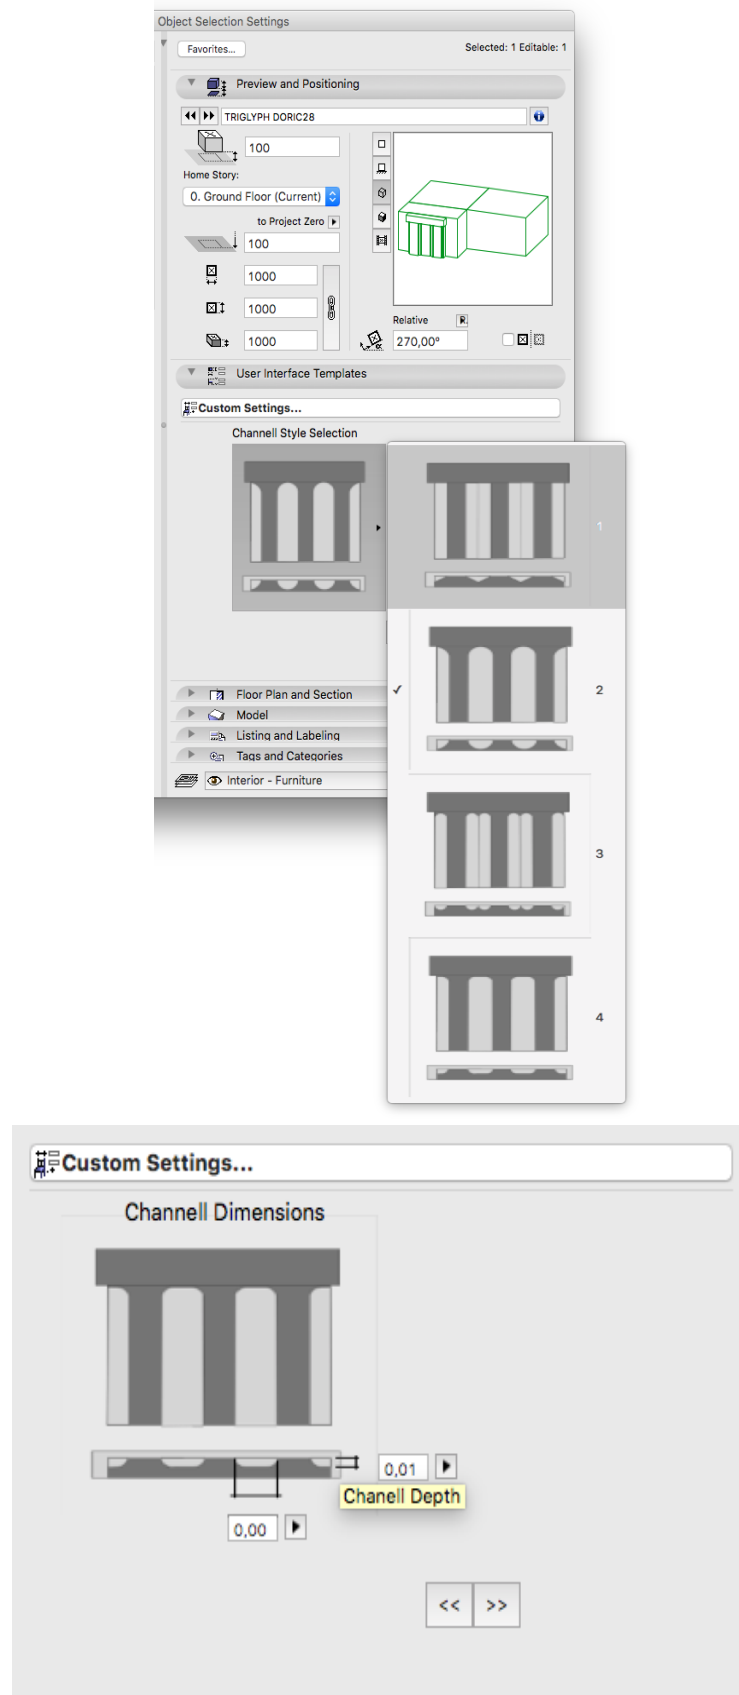 Object Selection Settings
Favorites...
Selected: 1 Editable: 1
Preview and Positioning
TRIGLYPH DORIC28
100
Home Story:
0. Ground Floor (Current)
to Project Zero
100
1000
1000
1000
Relative
R.
α
270,00°
User Interface Templates
Custom Settings...
Channell Style Selection
1
2
3
4
Floor Plan and Section
Model
Listing and Labeling
Tags and Categories
Interior - Furniture
Custom Settings...
Channell Dimensions
0,01
Chanell Depth
0,00
<< >>